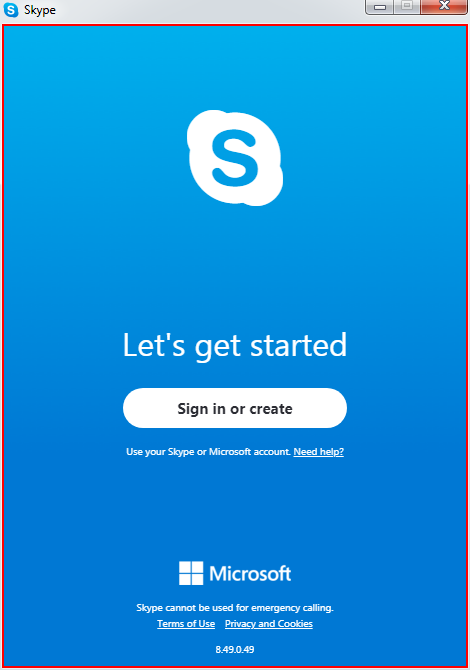 Skype
Let's get started
Sign in or create
Use your Skype or Microsoft account. Need help?
Microsoft
Skype cannot be used for emergency calling.
Terms of Use Privacy and Cookies
8.49.0.49